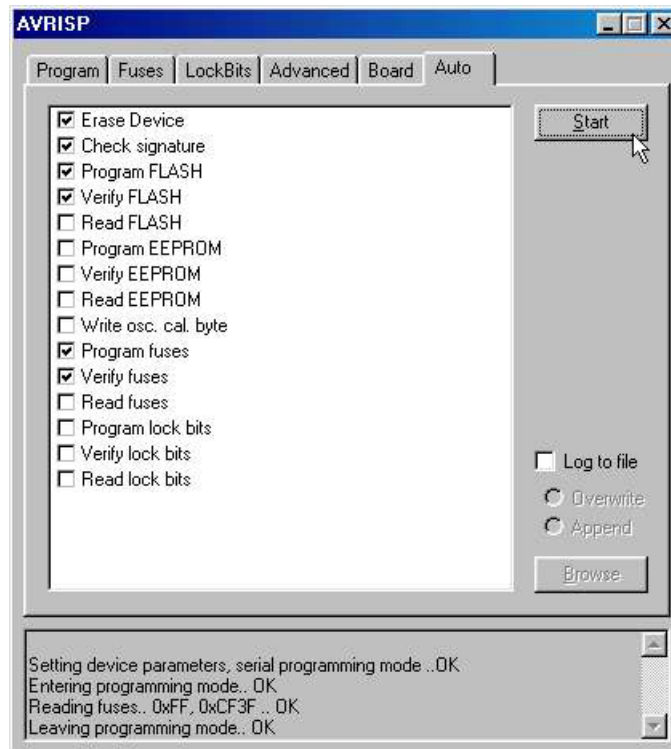 AVRISP
Program Fuses LockBits Advanced Board Auto
Erase Device
Check signature
Program FLASH
Verify FLASH
Read FLASH
Program EEPROM
Verify EEPROM
Read EEPROM
Write osc. cal. byte
Program fuses
Verify fuses
Read fuses
Program lock bits
Verify lock bits
Read lock bits
Start
Log to file
Overwrite
Append
Browse
Setting device parameters, serial programming mode ..OK
Entering programming mode.. OK
Reading fuses.. 0xFF, 0xCF3F .. OK
Leaving programming mode.. OK